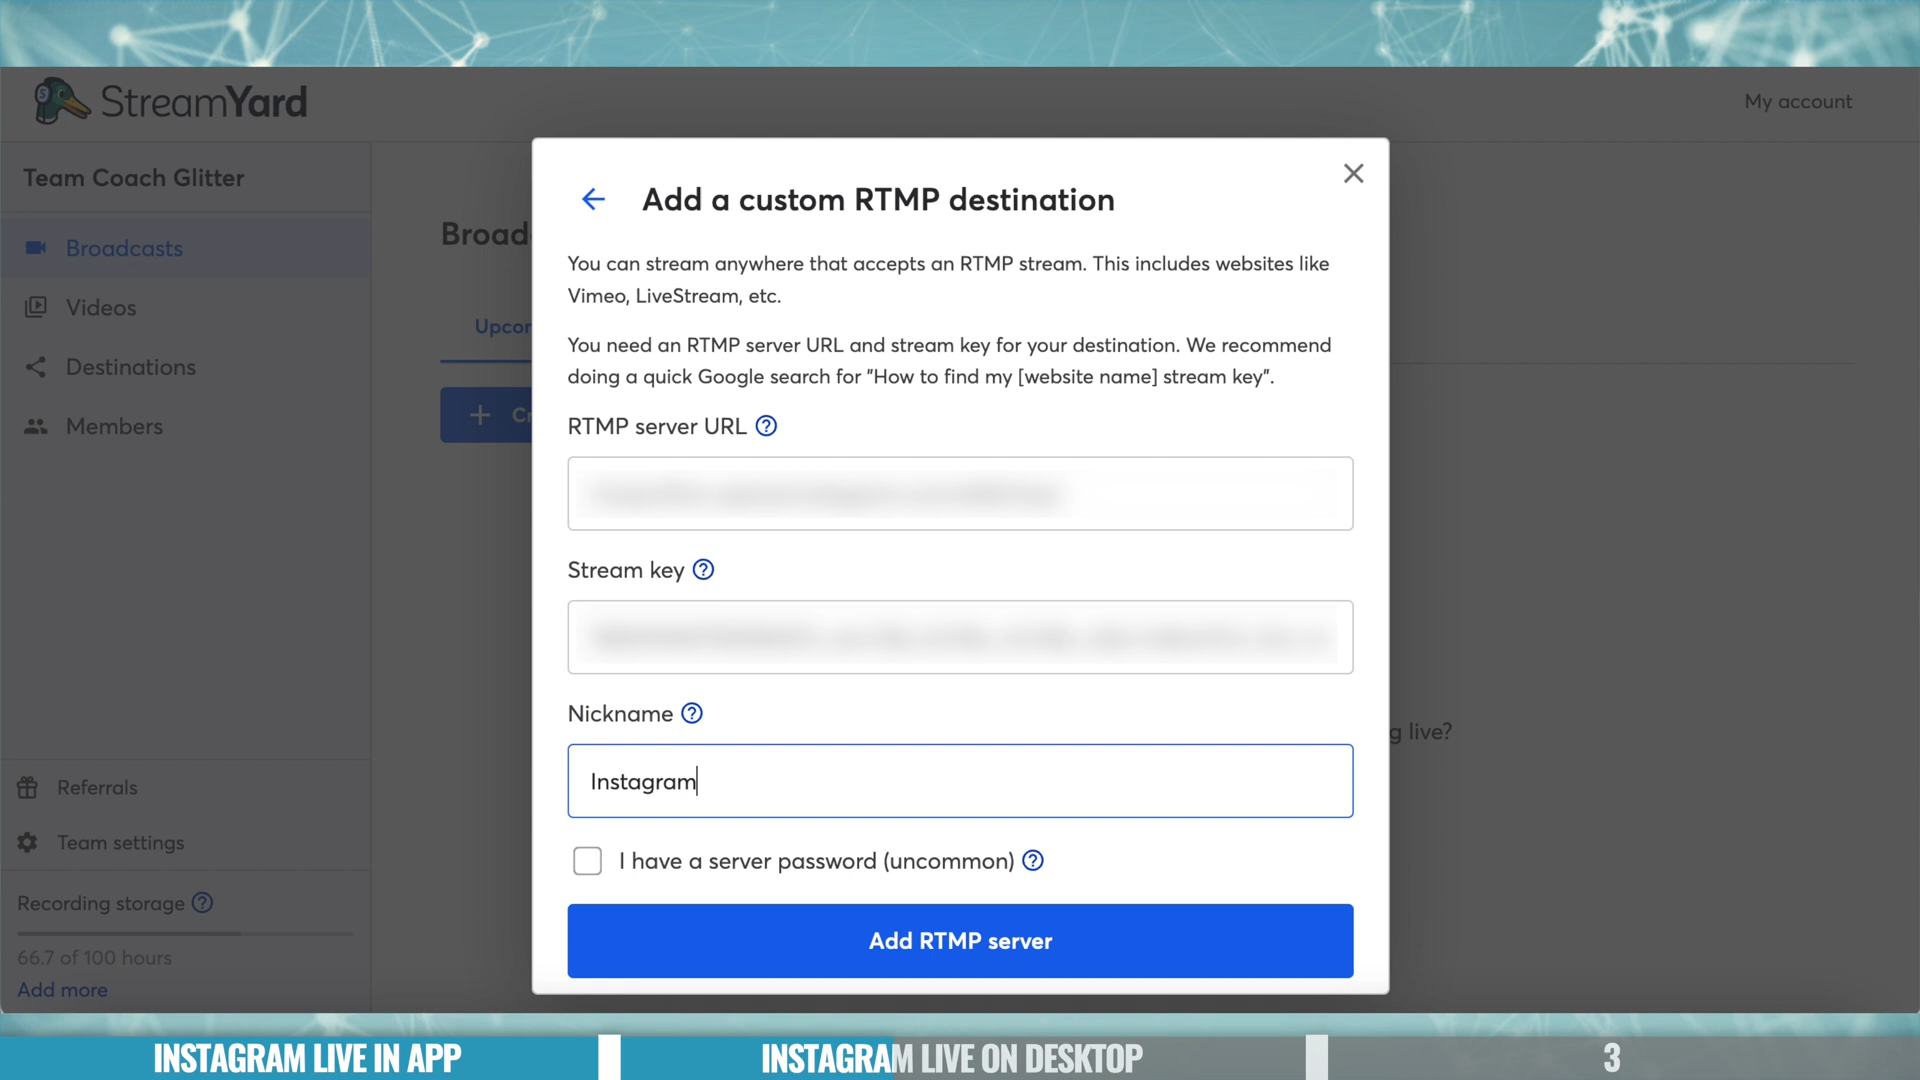 StreamYard
My account
Team Coach Glitter
Broadcasts
Videos
Destinations
Members
Referrals
Team settings
Recording storage
66.7 of 100 hours
Add more
Add a custom RTMP destination
You can stream anywhere that accepts an RTMP stream. This includes websites like
Vimeo, LiveStream, etc.
You need an RTMP server URL and stream key for your destination. We recommend
doing a quick Google search for "How to find my [website name] stream key".
RTMP server URL
Stream key
Nickname
Instagram
I have a server password (uncommon)
Add RTMP server
g live?
INSTAGRAM LIVE IN APP
INSTAGRAM LIVE ON DESKTOP
3